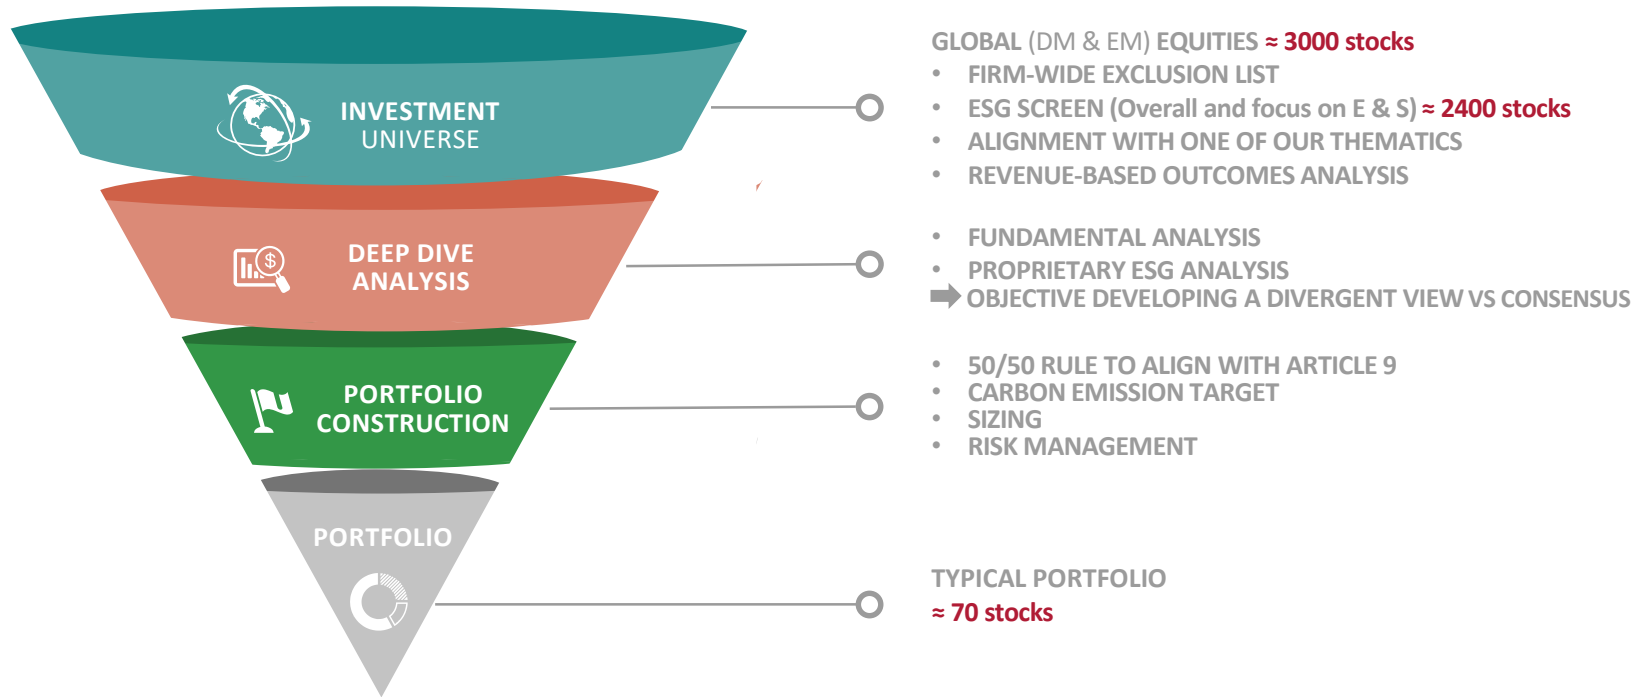 INVESTMENT
UNIVERSE
GLOBAL (DM & EM) EQUITIES ≈ 3000 stocks
• FIRM-WIDE EXCLUSION LIST
• ESG SCREEN (Overall and focus on E & S) ≈ 2400 stocks
• ALIGNMENT WITH ONE OF OUR THEMATICS
• REVENUE-BASED OUTCOMES ANALYSIS
$
DEEP DIVE
ANALYSIS
• FUNDAMENTAL ANALYSIS
• PROPRIETARY ESG ANALYSIS
OBJECTIVE DEVELOPING A DIVERGENT VIEW VS CONSENSUS
PORTFOLIO
CONSTRUCTION
• 50/50 RULE TO ALIGN WITH ARTICLE 9
• CARBON EMISSION TARGET
• SIZING
• RISK MANAGEMENT
PORTFOLIO
TYPICAL PORTFOLIO
≈ 70 stocks